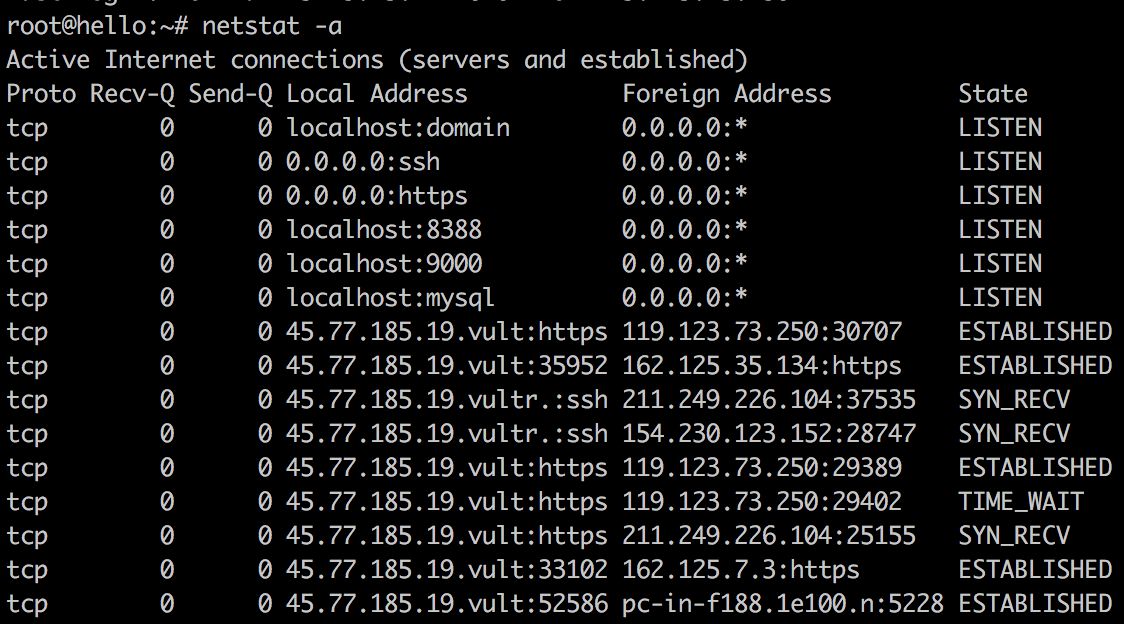 root@hello:~# netstat -a
Active Internet connections (servers and established)
Proto Recv-Q Send-Q Local Address           Foreign Address         State
tcp        0      0 localhost:domain        0.0.0.0:*               LISTEN
tcp        0      0 0.0.0.0:ssh             0.0.0.0:*               LISTEN
tcp        0      0 0.0.0.0:https           0.0.0.0:*               LISTEN
tcp        0      0 localhost:8388          0.0.0.0:*               LISTEN
tcp        0      0 localhost:9000          0.0.0.0:*               LISTEN
tcp        0      0 localhost:mysql         0.0.0.0:*               LISTEN
tcp        0      0 45.77.185.19.vult:https 119.123.73.250:30707    ESTABLISHED
tcp        0      0 45.77.185.19.vult:35952 162.125.35.134:https    ESTABLISHED
tcp        0      0 45.77.185.19.vultr.:ssh 211.249.226.104:37535   SYN_RECV
tcp        0      0 45.77.185.19.vultr.:ssh 154.230.123.152:28747   SYN_RECV
tcp        0      0 45.77.185.19.vult:https 119.123.73.250:29389    ESTABLISHED
tcp        0      0 45.77.185.19.vult:https 119.123.73.250:29402    TIME_WAIT
tcp        0      0 45.77.185.19.vult:https 211.249.226.104:25155   SYN_RECV
tcp        0      0 45.77.185.19.vult:33102 162.125.7.3:https       ESTABLISHED
tcp        0      0 45.77.185.19.vult:52586 pc-in-f188.1e100.n:5228 ESTABLISHED